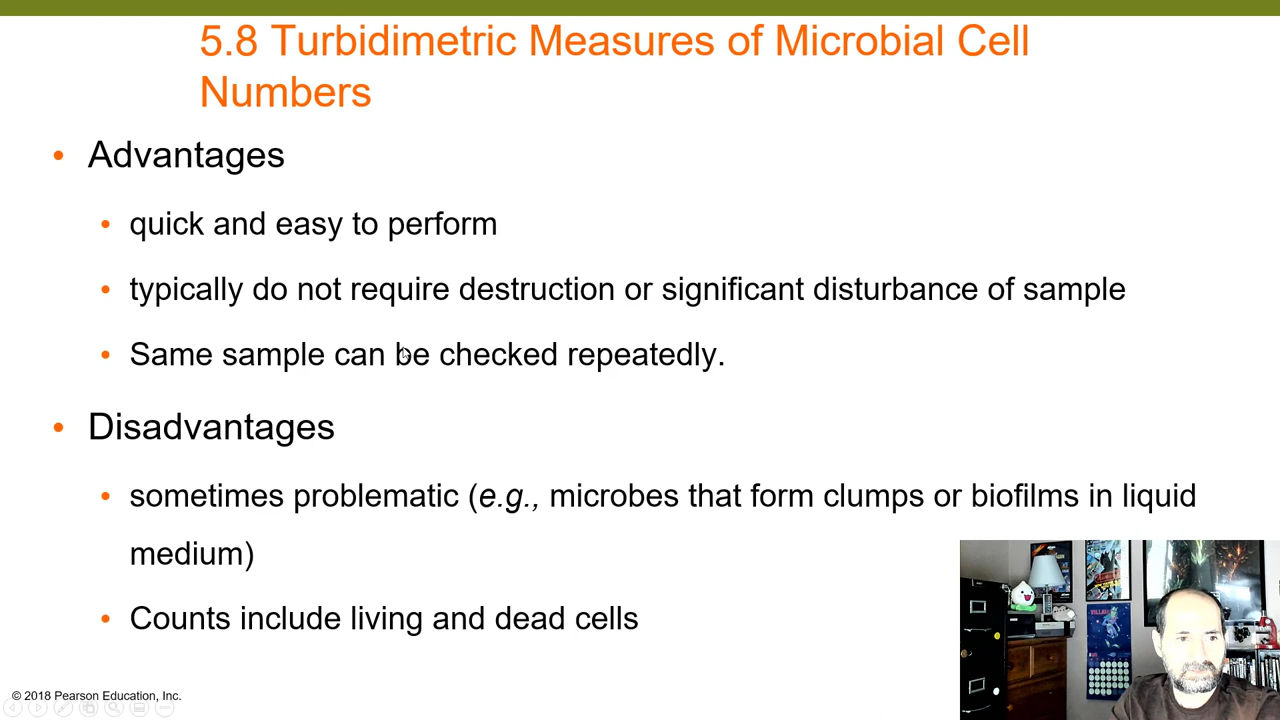 5.8 Turbidimetric Measures of Microbial Cell
Numbers
• Advantages
• quick and easy to perform
• typically do not require destruction or significant disturbance of sample
• Same sample can be checked repeatedly.
• Disadvantages
• sometimes problematic (e.g., microbes that form clumps or biofilms in liquid
medium)
• Counts include living and dead cells
© 2018 Pearson Education, Inc.